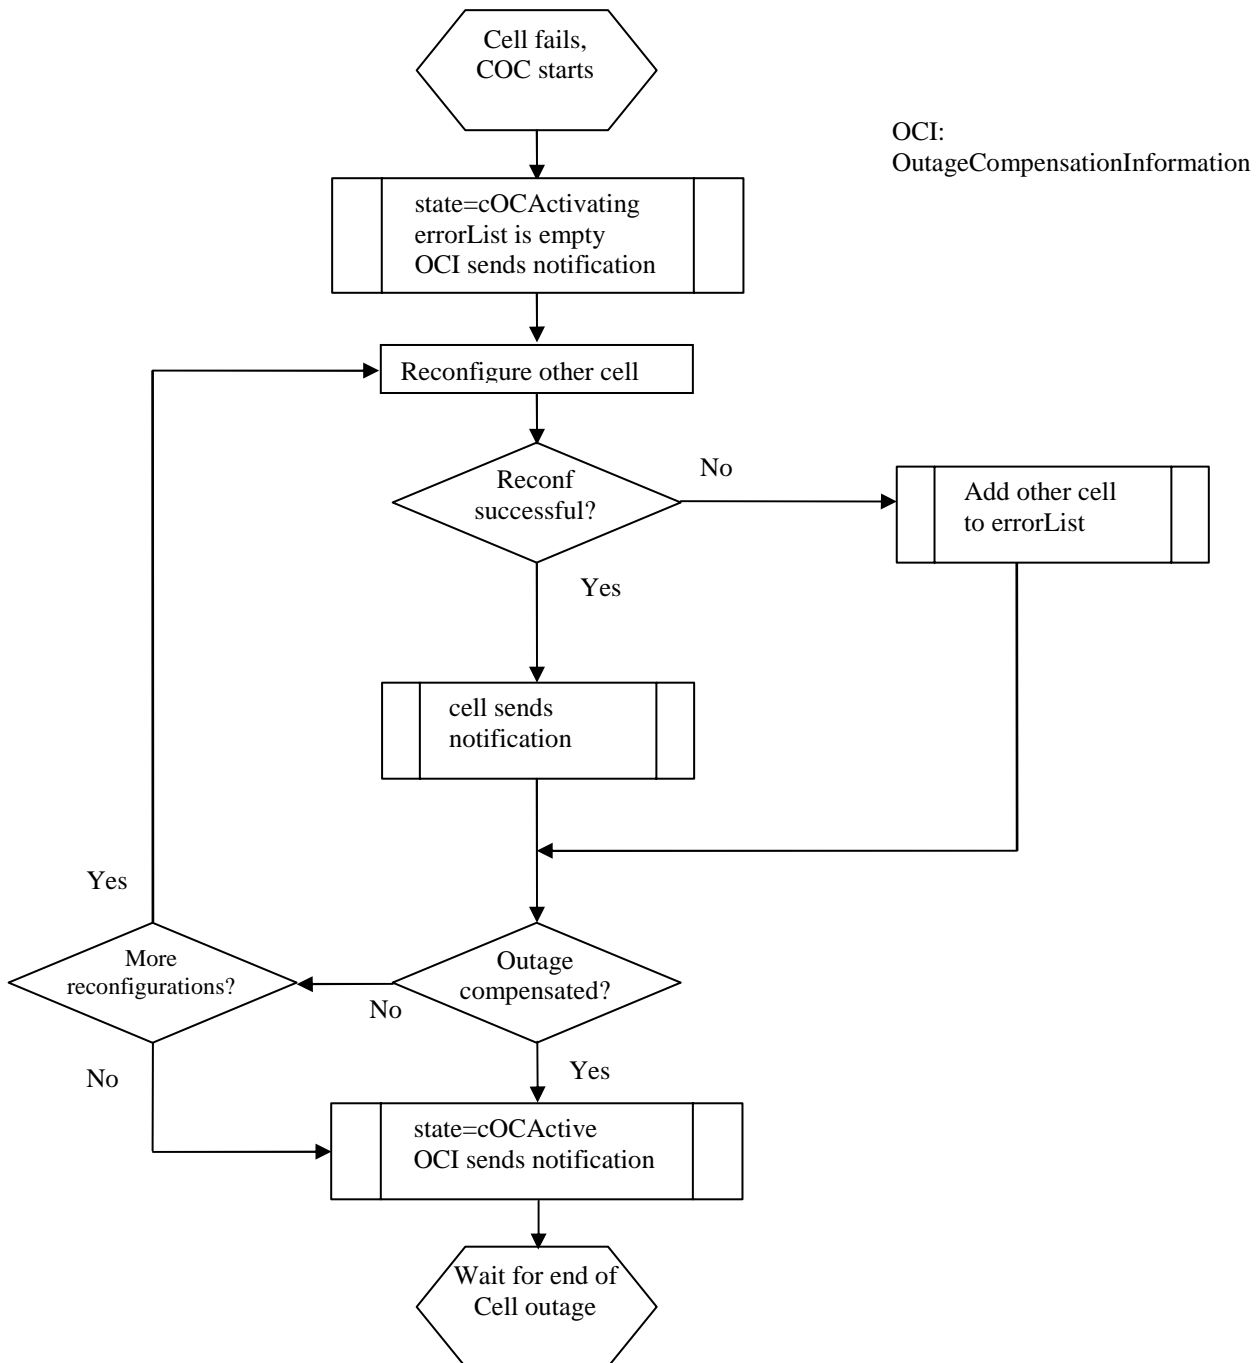 Cell fails,
COC starts
OCI:
OutageCompensationInformation
state=cOCActivating
errorList is empty
OCI sends notification
Reconfigure other cell
Reconf
successful?
No
Add other cell
to errorList
Yes
cell sends
notification
Yes
More
reconfigurations?
Outage
compensated?
No
No
Yes
state=cOCActive
OCI sends notification
Wait for end of
Cell outage